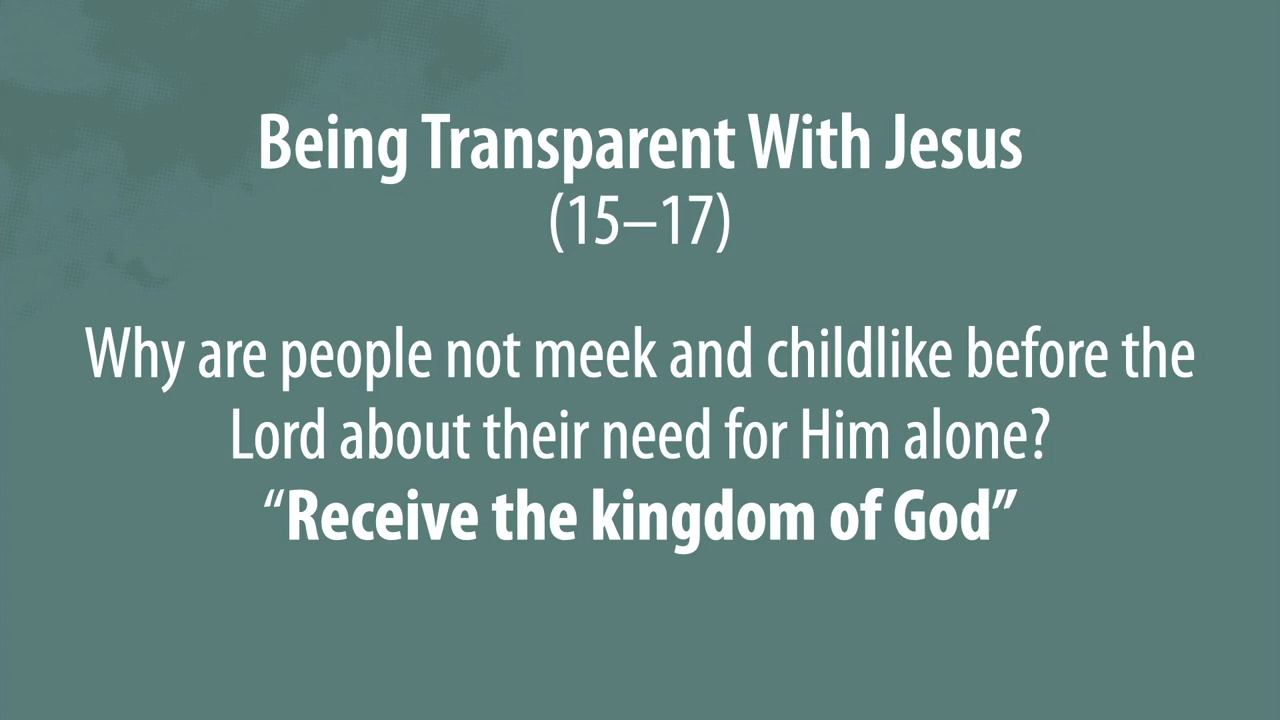 Being Transparent With Jesus
(15–17)
Why are people not meek and childlike before the
Lord about their need for Him alone?
“Receive the kingdom of God”